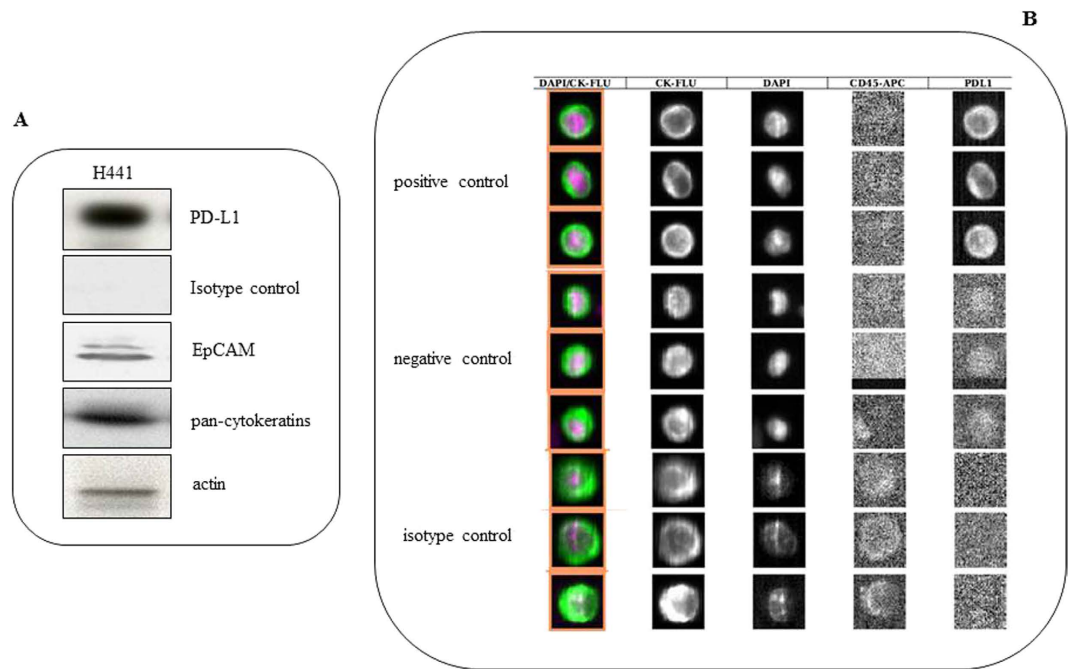 A
H441
PD-L1
Isotype control
EpCAM
pan-cytokeratins
actin
B
DAPI/CK-FLU CK-FLU DAPI CD45-APC PDL1
positive control
negative control
isotype control